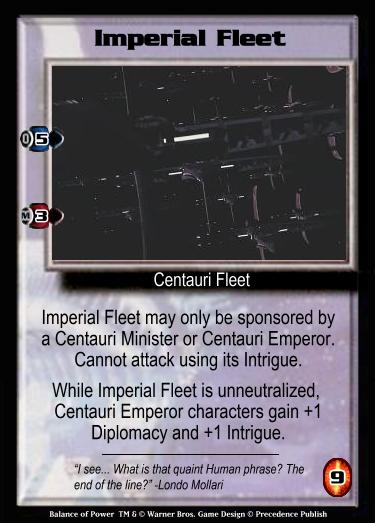 Imperial Fleet
5
M 3
Centauri Fleet
Imperial Fleet may only be sponsored by
a Centauri Minister or Centauri Emperor.
Cannot attack using its Intrigue.
While Imperial Fleet is unneutralized,
Centauri Emperor characters gain +1
Diplomacy and +1 Intrigue.
"I see... What is that quaint Human phrase? The
end of the line?" -Londo Mollari
9
Balance of Power TM & © Warner Bros. Game Design © Precedence Publish